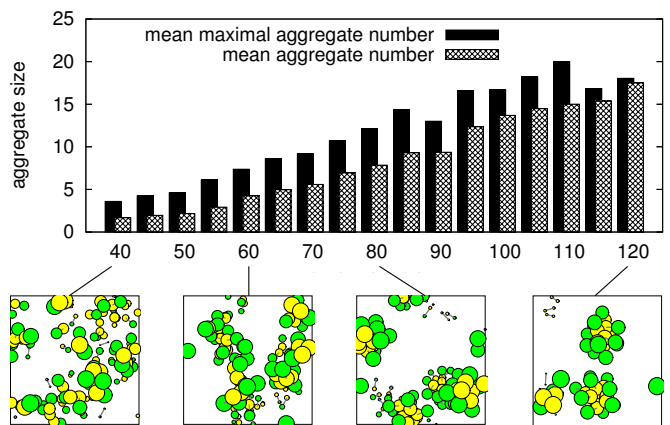 25
20
15
10
5
0
aggregate size
mean maximal aggregate number
mean aggregate number
40 50 60 70 80 90 100 110 120